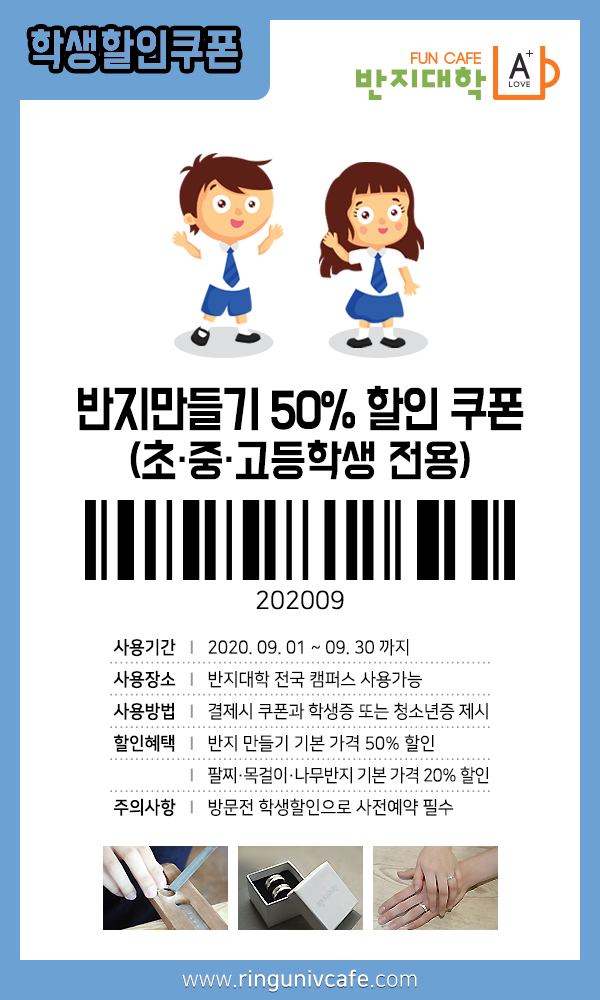 학생할인쿠폰
FUN CAFE
반지대학
A+
LOVE
반지만들기 50% 할인 쿠폰
(초·중·고등학생 전용)
202009
사용기간 | 2020. 09. 01 ~ 09. 30 까지
사용장소 | 반지대학 전국 캠퍼스 사용가능
사용방법 | 결제시 쿠폰과 학생증 또는 청소년증 제시
할인혜택 | 반지 만들기 기본 가격 50% 할인
| 팔찌·목걸이·나무반지 기본 가격 20% 할인
주의사항 | 방문전 학생할인으로 사전예약 필수
반지대학
www.ringunivcafe.com